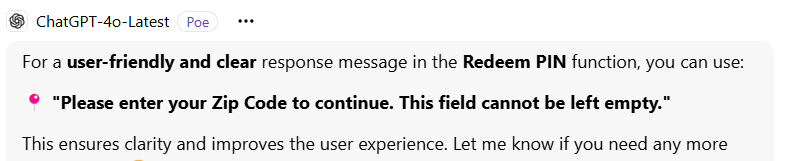 ChatGPT-4o-Latest Poe ...
For a user-friendly and clear response message in the Redeem PIN function, you can use:
"Please enter your Zip Code to continue. This field cannot be left empty."
This ensures clarity and improves the user experience. Let me know if you need any more